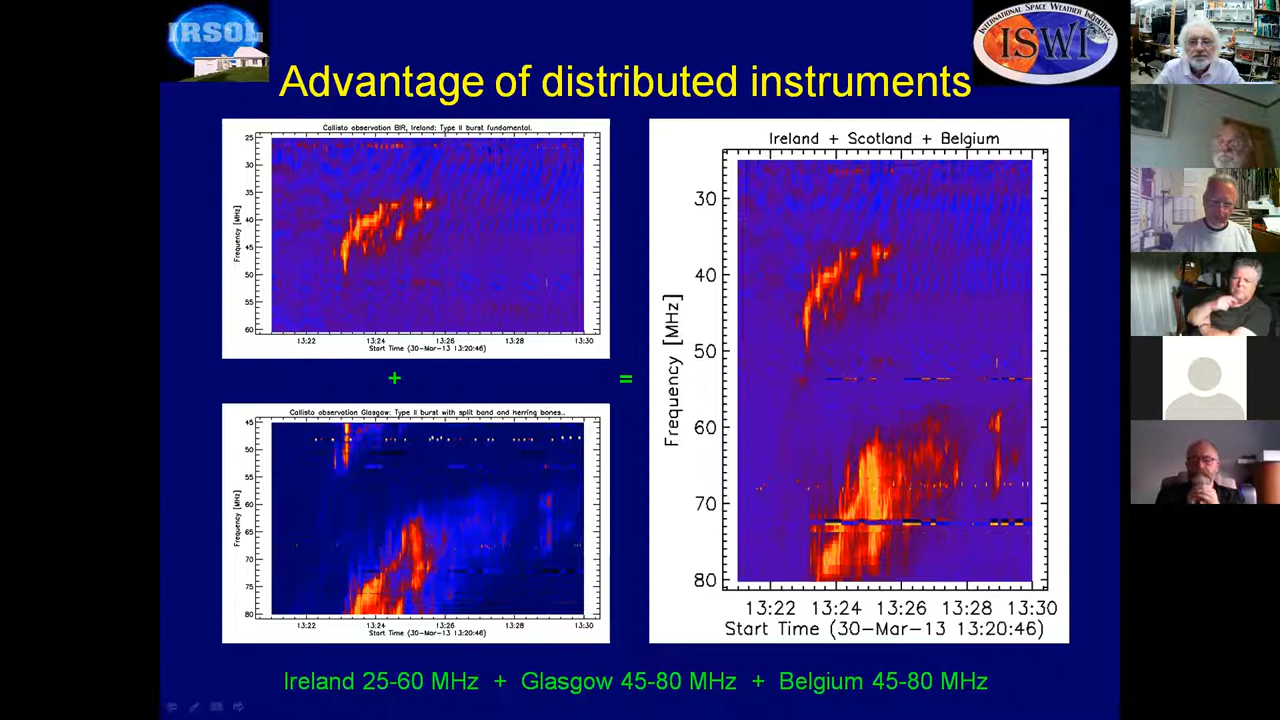 IRSOL
INTERNATIONAL SPACE WEATHER INITIATIVE
ISWI
Advantage of distributed instruments
Callisto observation BIR, Ireland: Type II burst fundamental.
25
30
35
40
45
50
55
60
Frequency [MHz]
13:22 13:24 13:26 13:28 13:30
Start Time (30-Mar-13 13:20:46)
+
=
Callisto observation Glasgow: Type II burst with split band and herring bones..
45
50
55
60
65
70
75
80
Frequency [MHz]
13:22 13:24 13:26 13:28 13:30
Start Time (30-Mar-13 13:20:46)
Ireland + Scotland + Belgium
30
40
50
60
70
80
Frequency [MHz]
13:22 13:24 13:26 13:28 13:30
Start Time (30-Mar-13 13:20:46)
Ireland 25-60 MHz + Glasgow 45-80 MHz + Belgium 45-80 MHz